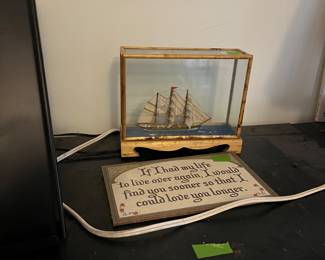 If I had my life
to live over again, I would
find you sooner so that I
could love you longer.